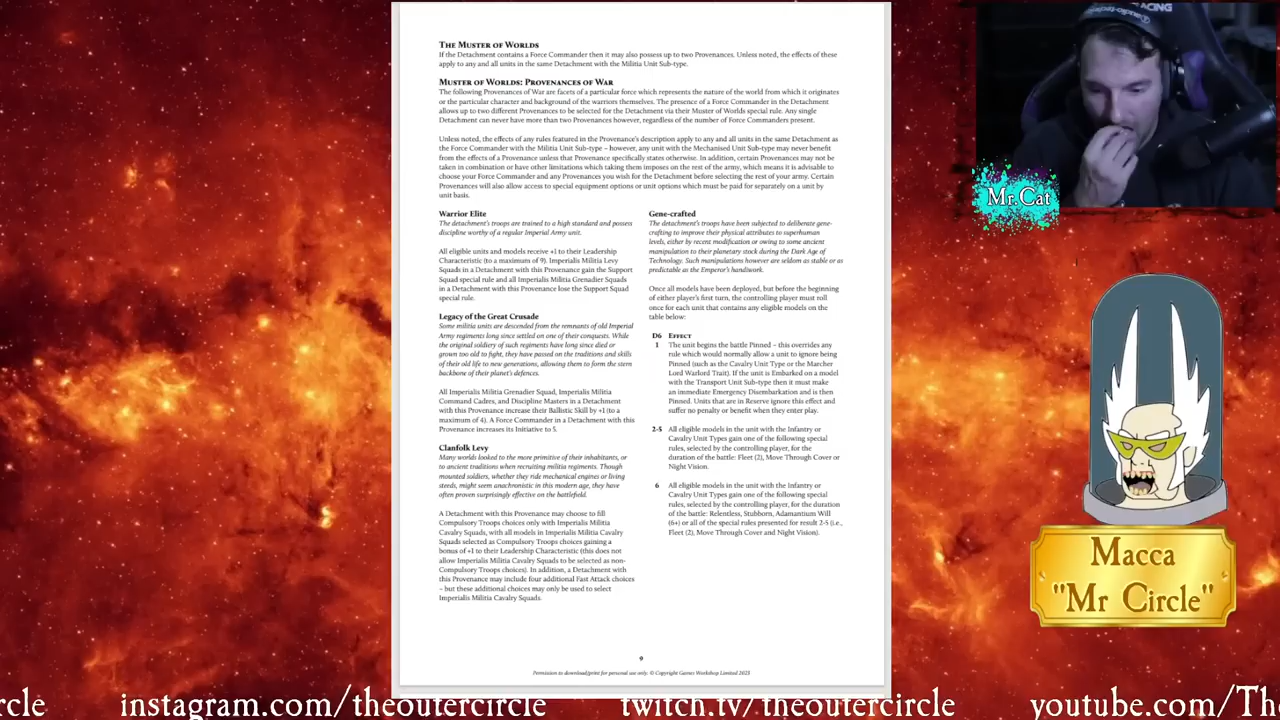 THE MUSTER OF WORLDS
If the Detachment contains a Force Commander then it may also possess up to two Provenances. Unless noted, the effects of these
apply to any and all units in the same Detachment with the Militia Unit Sub-type.
MUSTER OF WORLDS: PROVENANCES OF WAR
The following Provenances of War are facets of a particular force which represents the nature of the world from which it originates
or the particular character and background of the warriors themselves. The presence of a Force Commander in the Detachment
allows up to two different Provenances to be selected for the Detachment via their Muster of Worlds special rule. Any single
Detachment can never have more than two Provenances however, regardless of the number of Force Commanders present.
Unless noted, the effects of any rules featured in the Provenance's description apply to any and all units in the same Detachment as
the Force Commander with the Militia Unit Sub-type – however, any unit with the Mechanised Unit Sub-type may never benefit
from the effects of a Provenance unless that Provenance specifically states otherwise. In addition, certain Provenances may not be
taken in combination or have other limitations which taking them imposes on the rest of the army, which means it is advisable to
choose your Force Commander and any Provenances you wish for the Detachment before selecting the rest of your army. Certain
Provenances will also allow access to special equipment options or unit options which must be paid for separately on a unit by
unit basis.
Warrior Elite
The detachment's troops are trained to a high standard and possess
discipline worthy of a regular Imperial Army unit.
All eligible units and models receive +1 to their Leadership
Characteristic (to a maximum of 9). Imperialis Militia Levy
Squads in a Detachment with this Provenance gain the Support
Squad special rule and all Imperialis Militia Grenadier Squads
in a Detachment with this Provenance lose the Support Squad
special rule.
Legacy of the Great Crusade
Some militia units are descended from the remnants of old Imperial
Army regiments long since settled on one of their conquests. While
the original soldiery of such regiments have long since died or
grown too old to fight, they have passed on the traditions and skills
of their old life to new generations, allowing them to form the stern
backbone of their planet's defences.
All Imperialis Militia Grenadier Squad, Imperialis Militia
Command Cadres, and Discipline Masters in a Detachment
with this Provenance increase their Ballistic Skill by +1 (to a
maximum of 4). A Force Commander in a Detachment with this
Provenance increases its Initiative to 5.
Clanfolk Levy
Many worlds looked to the more primitive of their inhabitants, or
to ancient traditions when recruiting militia regiments. Though
mounted soldiers, whether they ride mechanical engines or living
steeds, might seem anachronistic in this modern age, they have
often proven surprisingly effective on the battlefield.
A Detachment with this Provenance may choose to fill
Compulsory Troops choices only with Imperialis Militia
Cavalry Squads, with all models in Imperialis Militia Cavalry
Squads selected as Compulsory Troops choices gaining a
bonus of +1 to their Leadership Characteristic (this does not
allow Imperialis Militia Cavalry Squads to be selected as non-
Compulsory Troops choices). In addition, a Detachment with
this Provenance may include four additional Fast Attack choices
– but these additional choices may only be used to select
Imperialis Militia Cavalry Squads.
Gene-crafted
The detachment's troops have been subjected to deliberate gene-
crafting to improve their physical attributes to superhuman
levels, either by recent modification or owing to some ancient
manipulation to their planetary stock during the Dark Age of
Technology. Such manipulations however are seldom as stable or as
predictable as the Emperor's handiwork.
Once all models have been deployed, but before the beginning
of either player's first turn, the controlling player must roll
once for each unit that contains any eligible models on the
table below:
D6 EFFECT
1 The unit begins the battle Pinned – this overrides any
rule which would normally allow a unit to ignore being
Pinned (such as the Cavalry Unit Type or the Marcher
Lord Warlord Trait). If the unit is Embarked on a model
with the Transport Unit Sub-type then it must make
an immediate Emergency Disembarkation and is then
Pinned. Units that are in Reserve ignore this effect and
suffer no penalty or benefit when they enter play.
2-5 All eligible models in the unit with the Infantry or
Cavalry Unit Types gain one of the following special
rules, selected by the controlling player, for the
duration of the battle: Fleet (2), Move Through Cover or
Night Vision.
6 All eligible models in the unit with the Infantry or
Cavalry Unit Types gain one of the following special
rules, selected by the controlling player, for the duration
of the battle: Relentless, Stubborn, Adamantium Will
(6+) or all of the special rules presented for result 2-5 (i.e.,
Fleet (2), Move Through Cover and Night Vision).
9
Permission to download/print for personal use only. © Copyright Games Workshop Limited 2023
Mr.Cat
Macca
"Mr Circle"
rcle instagram.com/theoutercircle twitch.tv/theoutercircle youtube.com/Th